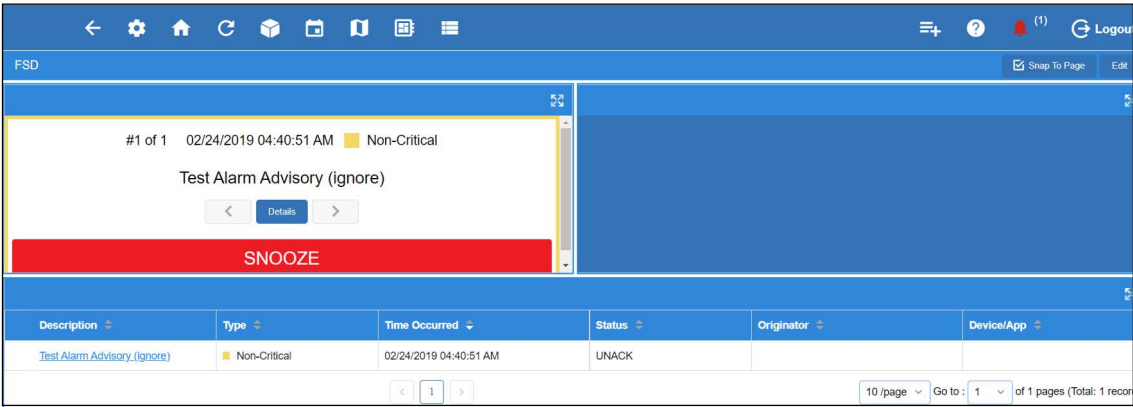 (1) Logout
FSD Snap To Page Edit
#1 of 1 02/24/2019 04:40:51 AM Non-Critical
Test Alarm Advisory (ignore)
Details
SNOOZE
Description Type Time Occurred Status Originator Device/App
Test Alarm Advisory (ignore) Non-Critical 02/24/2019 04:40:51 AM UNACK
1 10 /page Go to : 1 of 1 pages (Total: 1 recor